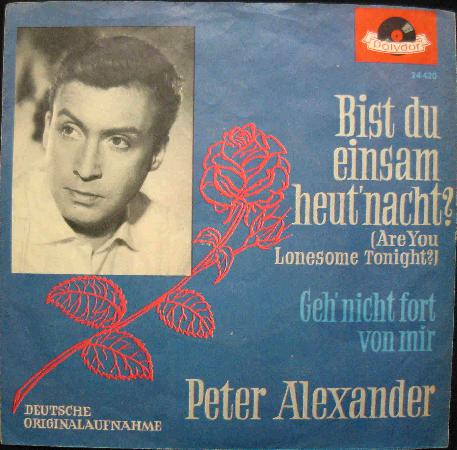 Polydor
24 420
Bist du
einsam
heut'nacht?
(Are You
Lonesome Tonight?)
Geh' nicht fort
von mir
Peter Alexander
DEUTSCHE
ORIGINALAUFNAHME